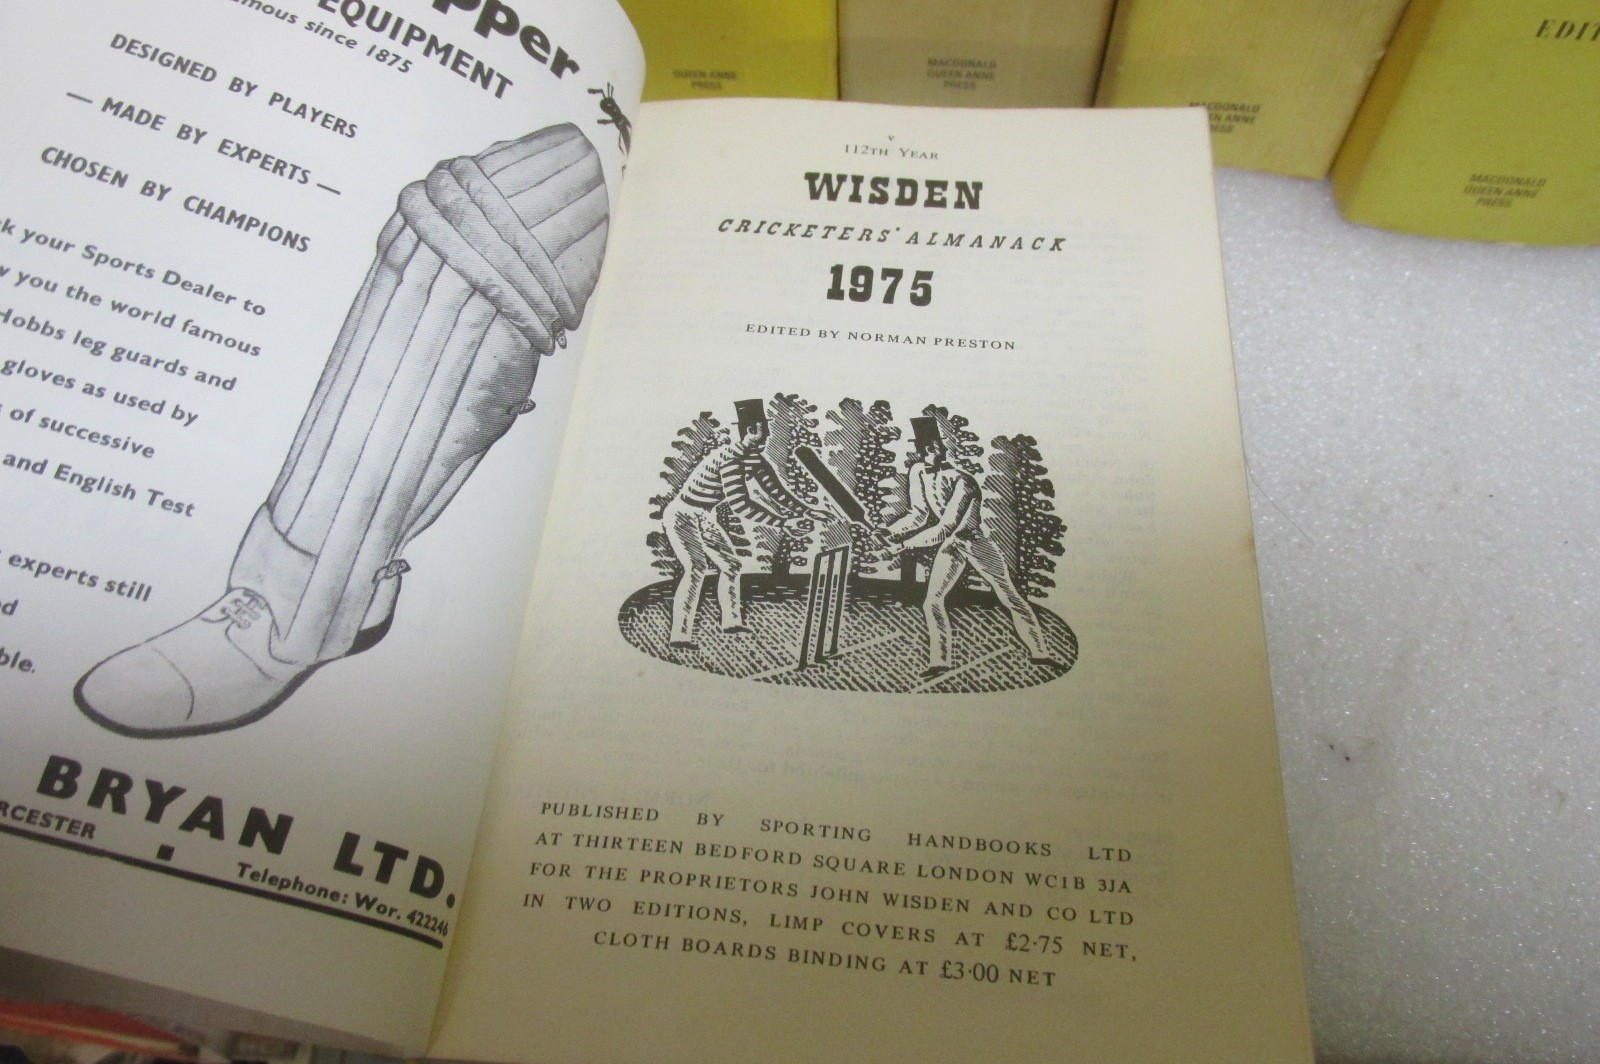 EQUIPMENT
since 1875
DESIGNED BY PLAYERS
— MADE BY EXPERTS —
CHOSEN BY CHAMPIONS
your Sports Dealer to
you the world famous
Hobbs leg guards and
gloves as used by
of successive
and English Test
experts still
BRYAN LTD.
Telephone: Wor. 422246
QUEEN ANNE
PRESS
MACDONALD
QUEEN ANNE
PRESS
MACDONALD
ANNE
PRESS
EDIT
MACDONALD
QUEEN ANNE
PRESS
v
112TH YEAR
WISDEN
CRICKETERS' ALMANACK
1975
EDITED BY NORMAN PRESTON
PUBLISHED BY SPORTING HANDBOOKS LTD
AT THIRTEEN BEDFORD SQUARE LONDON WC1B 3JA
FOR THE PROPRIETORS JOHN WISDEN AND CO LTD
IN TWO EDITIONS, LIMP COVERS AT £2·75 NET,
CLOTH BOARDS BINDING AT £3·00 NET